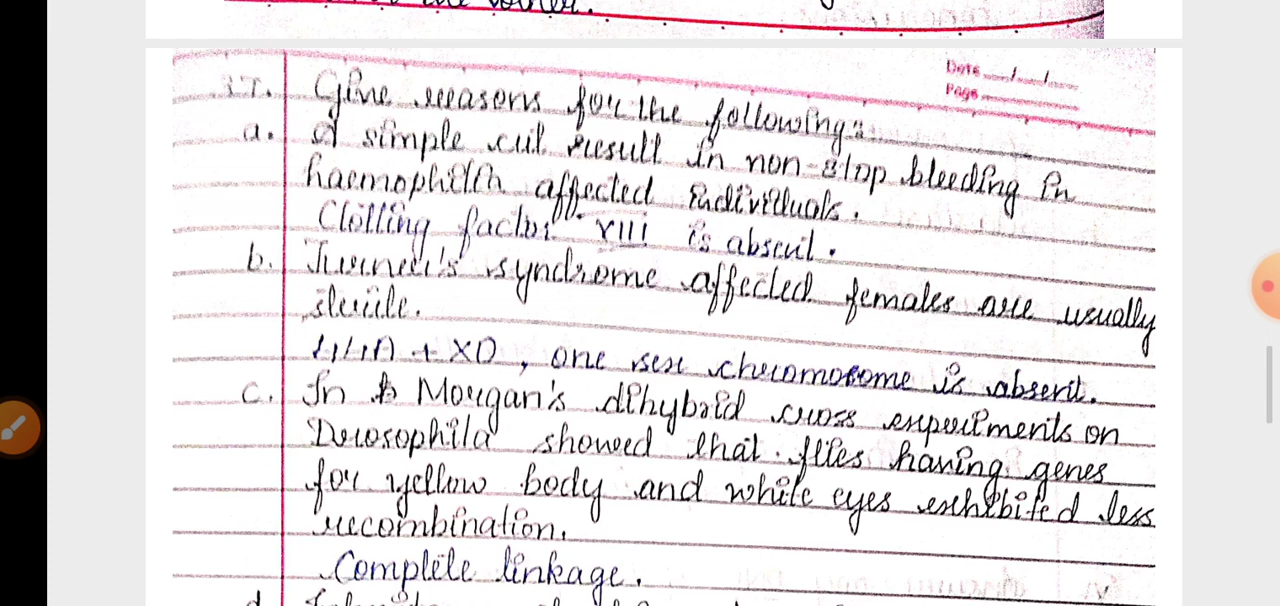 Date
Page
37. Give reasons for the following:
a. A simple cut result in non-stop bleeding in
haemophilia affected individuals.
Clotting factor VIII is absent.
b. Turner's syndrome affected females are usually
sterile.
44A + XO, one sex chromosome is absent.
c. In Morgan's dihybrid cross experiments on
Drosophila showed that flies having genes
for yellow body and white eyes exhibited less
recombination.
Complete linkage.
d.